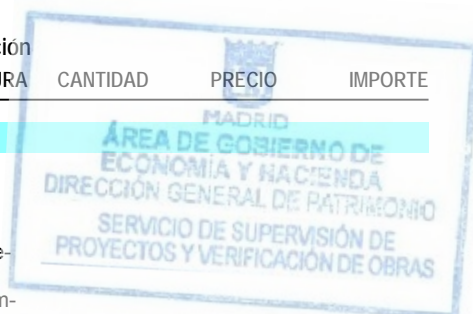 ción
URA CANTIDAD PRECIO IMPORTE
MADRID
ÁREA DE GOBIERNO DE
ECONOMÍA Y HACIENDA
DIRECCIÓN GENERAL DE PATRIMONIO
SERVICIO DE SUPERVISIÓN DE
PROYECTOS Y VERIFICACIÓN DE OBRAS
e-
m-